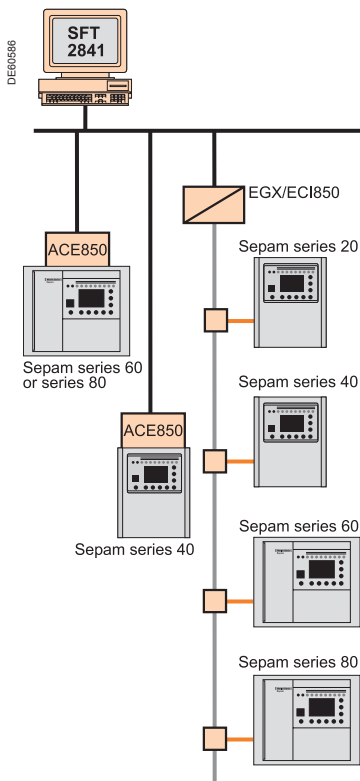 DE60586
SFT
2841
EGX/ECI850
ACE850
Sepam series 20
Sepam series 60
or series 80
Sepam series 40
ACE850
Sepam series 40
Sepam series 60
Sepam series 80